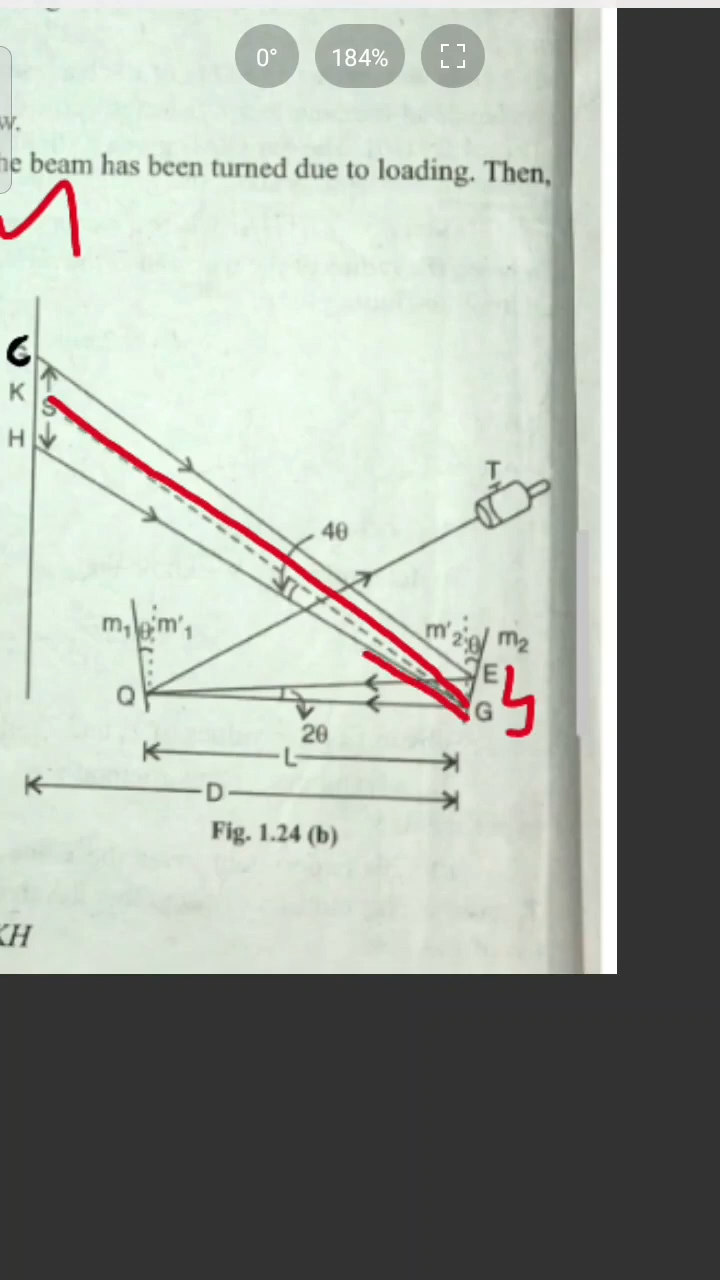 0° 184%
w.
he beam has been turned due to loading. Then,
G
K
S
H
T
4θ
m₁ θ m'₁
m'₂ θ m₂
E
Q
G
2θ
L
D
Fig. 1.24 (b)
KH